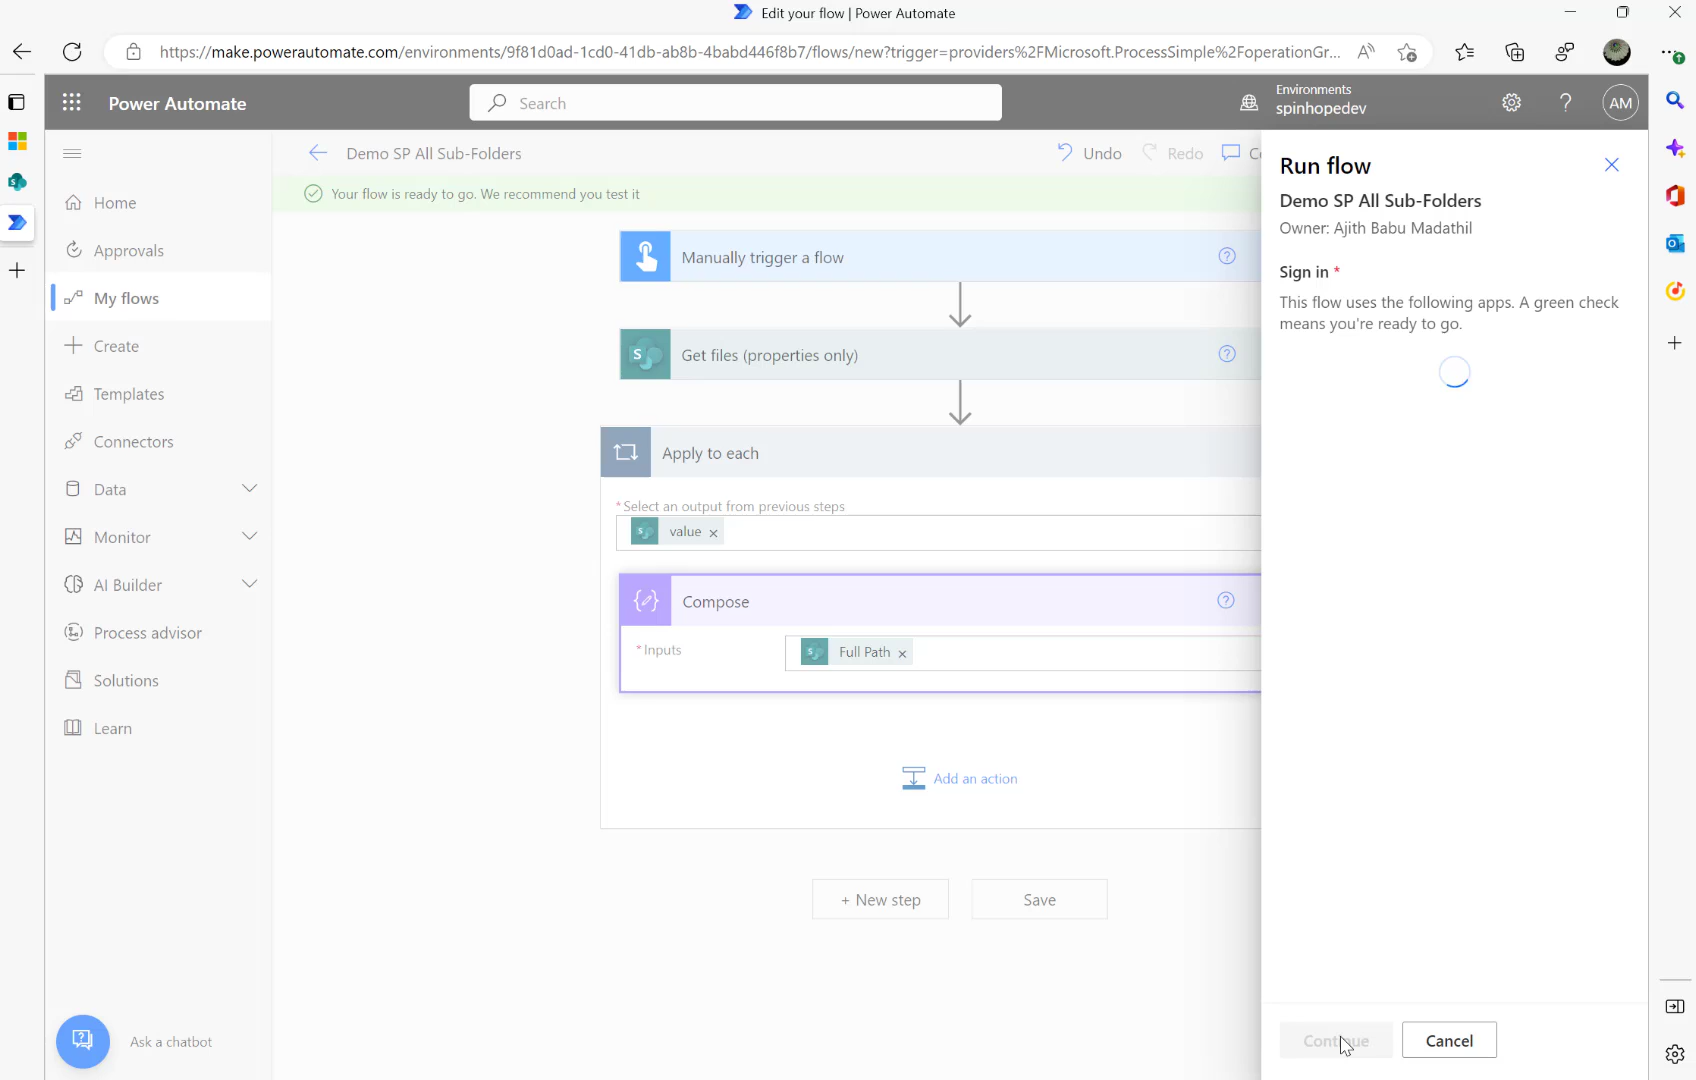 Edit your flow | Power Automate
https://make.powerautomate.com/environments/9f81d0ad-1cd0-41db-ab8b-4babd446f8b7/flows/new?trigger=providers%2FMicrosoft.ProcessSimple%2FoperationGr...
Power Automate
Search
Environments
spinhopedev
AM
Demo SP All Sub-Folders
Undo
Redo
Your flow is ready to go. We recommend you test it
Home
Approvals
My flows
Create
Templates
Connectors
Data
Monitor
AI Builder
Process advisor
Solutions
Learn
Ask a chatbot
Manually trigger a flow
Get files (properties only)
Apply to each
* Select an output from previous steps
value
Compose
* Inputs
Full Path
Add an action
+ New step
Save
Run flow
Demo SP All Sub-Folders
Owner: Ajith Babu Madathil
Sign in *
This flow uses the following apps. A green check
means you're ready to go.
Continue
Cancel